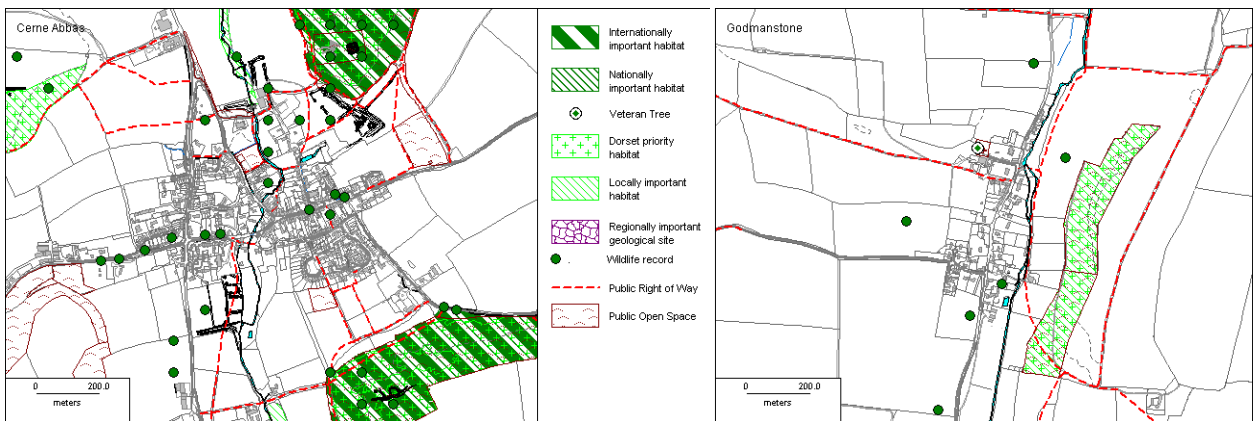 Cerne Abbas
0 200.0
meters
Internationally
important habitat
Nationally
important habitat
Veteran Tree
Dorset priority
habitat
Locally important
habitat
Regionally important
geological site
Wildlife record
Public Right of Way
Public Open Space
Godmanstone
0 200.0
meters